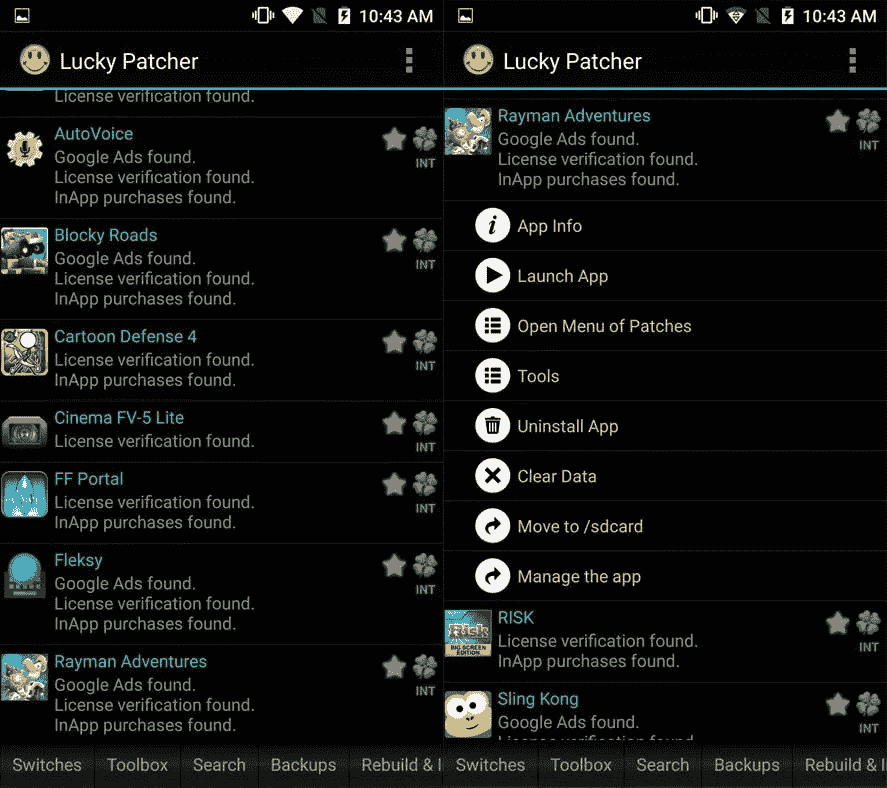 10:43 AM
Lucky Patcher
License verification found.
AutoVoice
Google Ads found.
License verification found.
InApp purchases found.
INT
Blocky Roads
Google Ads found.
License verification found.
InApp purchases found.
INT
Cartoon Defense 4
License verification found.
InApp purchases found.
INT
Cinema FV-5 Lite
License verification found.
INT
FF Portal
License verification found.
InApp purchases found.
INT
Fleksy
Google Ads found.
License verification found.
InApp purchases found.
INT
Rayman Adventures
Google Ads found.
License verification found.
InApp purchases found.
INT
Switches
Toolbox
Search
Backups
Rebuild & I
10:43 AM
Lucky Patcher
Rayman Adventures
Google Ads found.
License verification found.
InApp purchases found.
INT
App Info
Launch App
Open Menu of Patches
Tools
Uninstall App
Clear Data
Move to /sdcard
Manage the app
RISK
License verification found.
InApp purchases found.
INT
RISK
BIG SCREEN
EDITION
Sling Kong
Google Ads found.
License verification found.
INT
Switches
Toolbox
Search
Backups
Rebuild & I